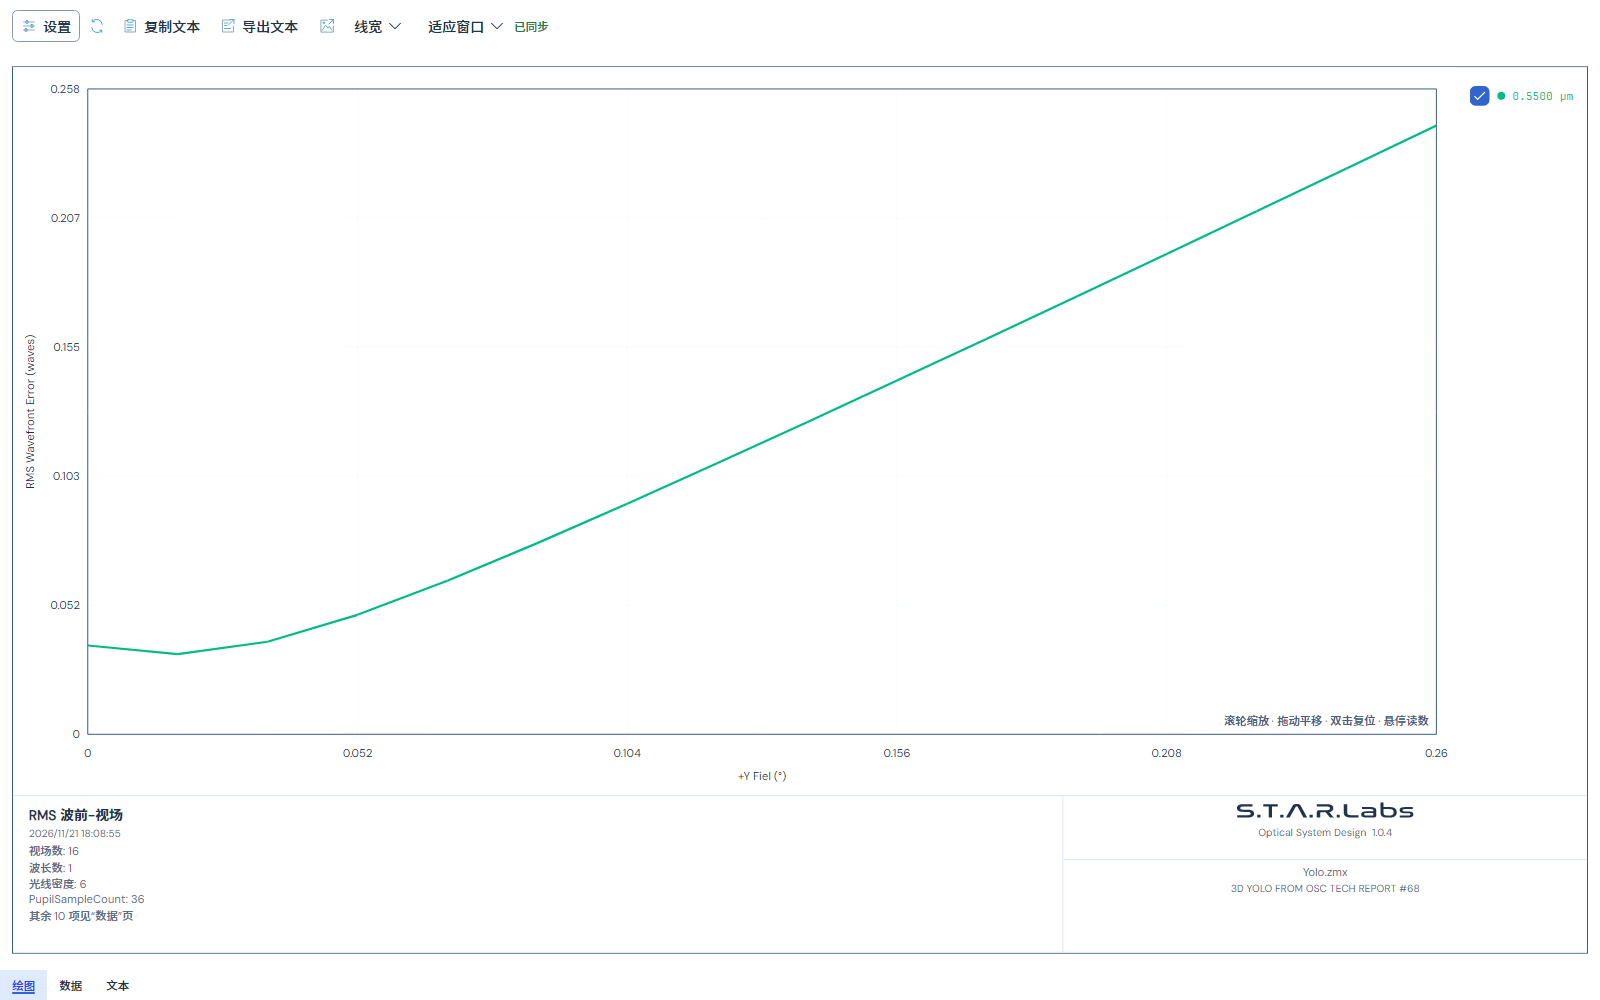 设置 复制文本 导出文本 线宽 适应窗口 已同步
0.258
0.207
0.155
0.103
0.052
0
RMS Wavefront Error (waves)
0.5500 µm
滚轮缩放 · 拖动平移 · 双击复位 · 悬停读数
0 0.052 0.104 0.156 0.208 0.26
+Y Fiel (°)
RMS 波前-视场
2026/11/21 18:08:55
视场数: 16
波长数: 1
光线密度: 6
PupilSampleCount: 36
其余 10 项见“数据”页
S.T.A.R.Labs
Optical System Design 1.0.4
Yolo.zmx
3D YOLO FROM OSC TECH REPORT #68
绘图 数据 文本